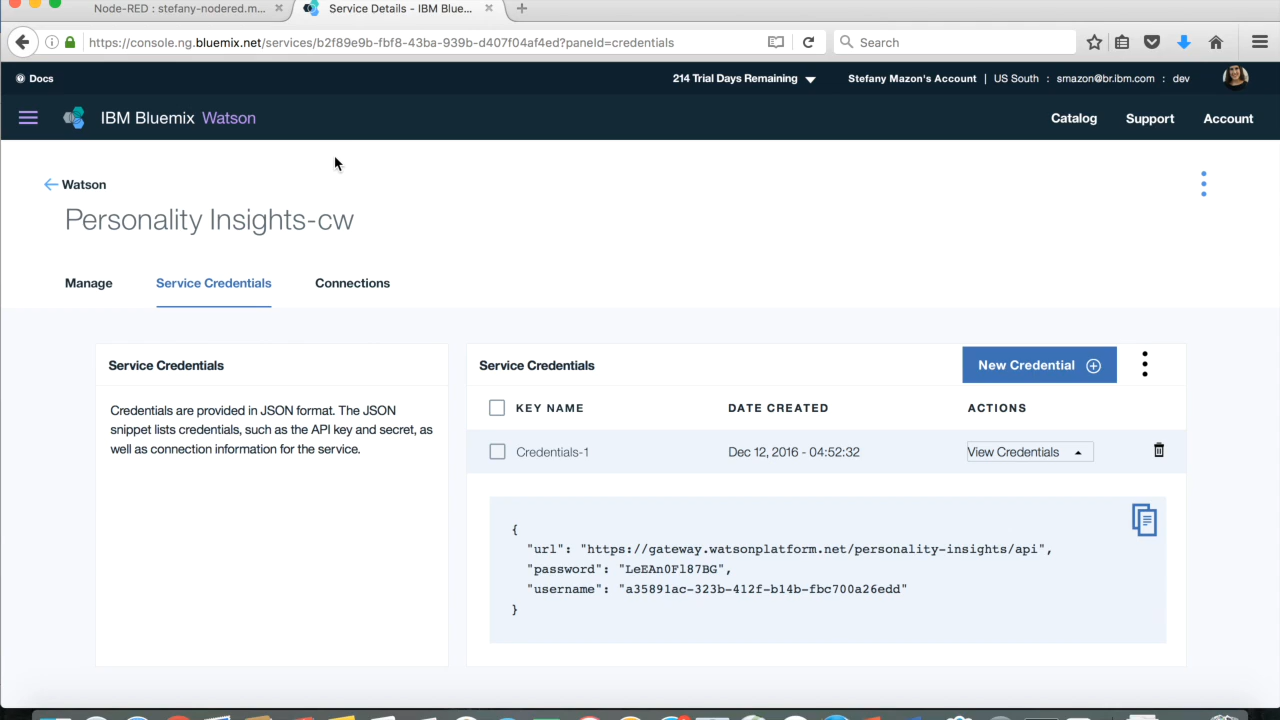 Node-RED : stefany-nodered.m...
Service Details - IBM Blue...
https://console.ng.bluemix.net/services/b2f89e9b-fbf8-43ba-939b-d407f04af4ed?paneId=credentials
Search
Docs
214 Trial Days Remaining
Stefany Mazon's Account | US South : smazon@br.ibm.com : dev
IBM Bluemix Watson
Catalog
Support
Account
Watson
Personality Insights-cw
Manage
Service Credentials
Connections
Service Credentials
Credentials are provided in JSON format. The JSON
snippet lists credentials, such as the API key and secret, as
well as connection information for the service.
Service Credentials
New Credential
KEY NAME
DATE CREATED
ACTIONS
Credentials-1
Dec 12, 2016 - 04:52:32
View Credentials
{
"url": "https://gateway.watsonplatform.net/personality-insights/api",
"password": "LeEAn0Fl87BG",
"username": "a35891ac-323b-412f-b14b-fbc700a26edd"
}